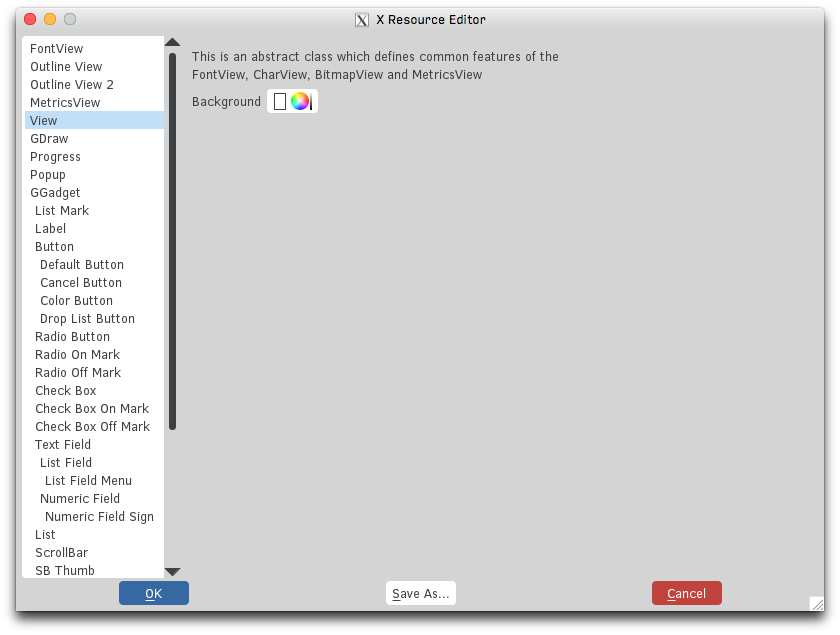 X Resource Editor
FontView
Outline View
Outline View 2
MetricsView
View
GDraw
Progress
Popup
GGadget
List Mark
Label
Button
Default Button
Cancel Button
Color Button
Drop List Button
Radio Button
Radio On Mark
Radio Off Mark
Check Box
Check Box On Mark
Check Box Off Mark
Text Field
List Field
List Field Menu
Numeric Field
Numeric Field Sign
List
ScrollBar
SB Thumb
This is an abstract class which defines common features of the
FontView, CharView, BitmapView and MetricsView
Background
OK
Save As...
Cancel